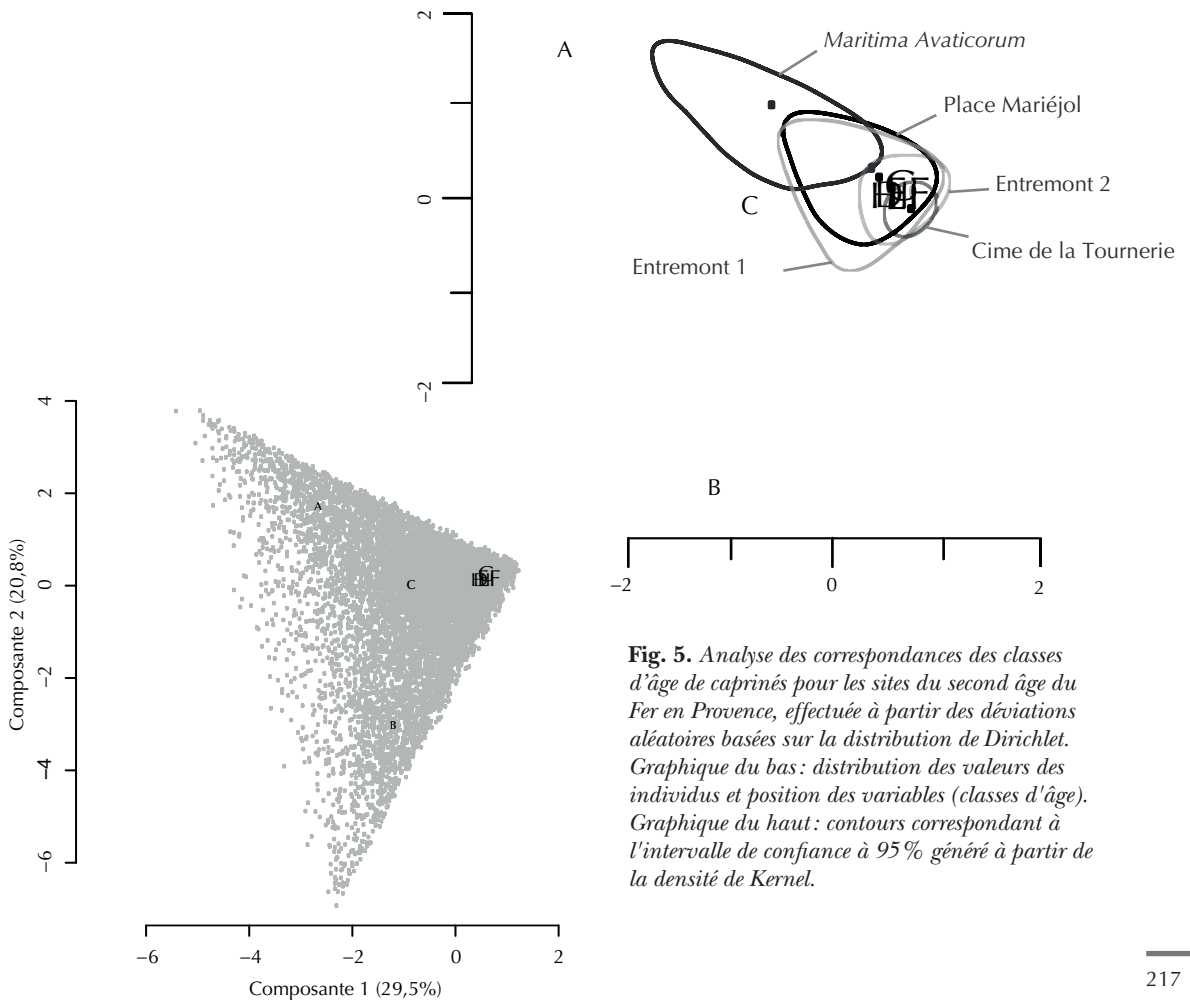 2
A
Maritima Avaticorum
Place Mariéjol
0
C
Entremont 2
Cime de la Tournerie
Entremont 1
−2
4
2
0
−2
−4
−6
Composante 2 (20,8%)
A
C
B
−6 −4 −2 0 2
Composante 1 (29,5%)
B
−2 0 2
Fig. 5. Analyse des correspondances des classes
d’âge de caprinés pour les sites du second âge du
Fer en Provence, effectuée à partir des déviations
aléatoires basées sur la distribution de Dirichlet.
Graphique du bas : distribution des valeurs des
individus et position des variables (classes d'âge).
Graphique du haut : contours correspondant à
l'intervalle de confiance à 95 % généré à partir de
la densité de Kernel.
217